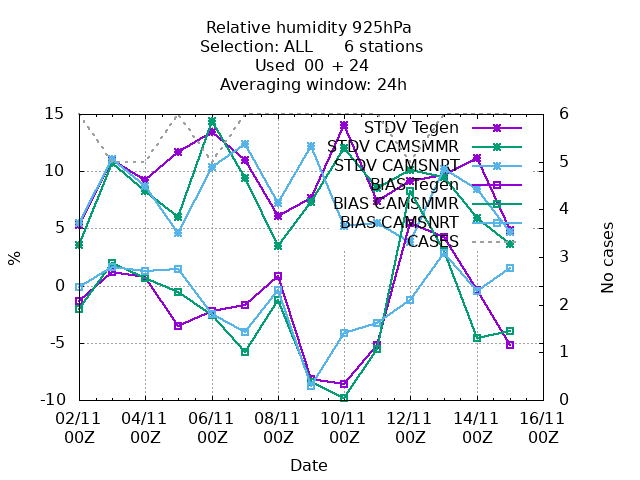 Relative humidity 925hPa
Selection: ALL      6 stations
Used  00 + 24
Averaging window: 24h
STDV Tegen
STDV CAMSMMR
STDV CAMSNRT
BIAS Tegen
BIAS CAMSMMR
BIAS CAMSNRT
CASES
15
10
5
0
-5
-10
%
6
5
4
3
2
1
0
No cases
02/11 04/11 06/11 08/11 10/11 12/11 14/11 16/11
00Z 00Z 00Z 00Z 00Z 00Z 00Z 00Z
Date